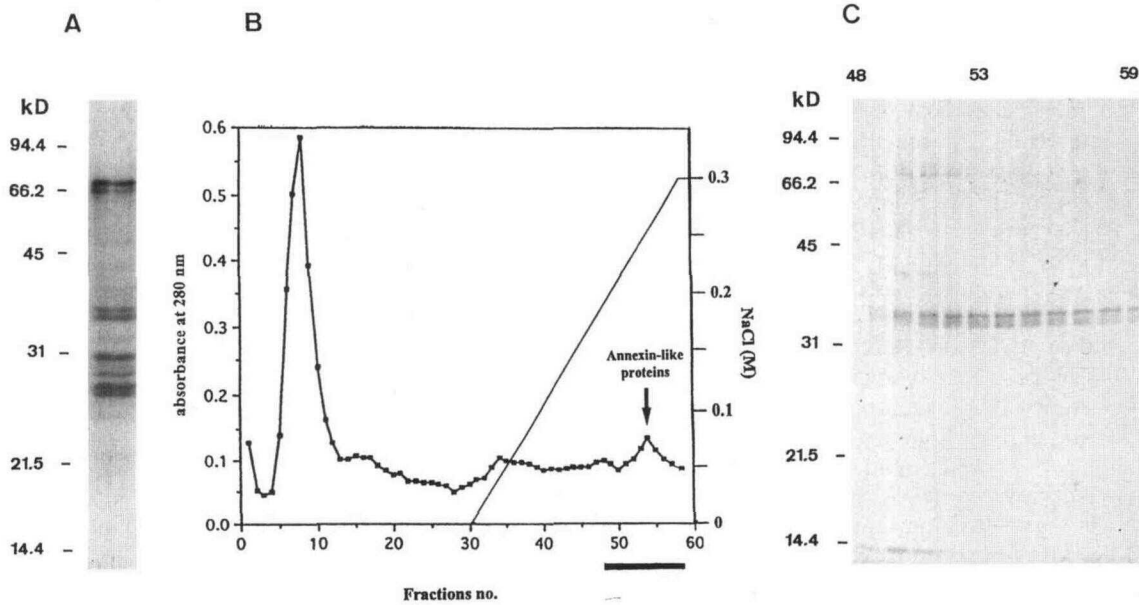 A
kD
94.4
66.2
45
31
21.5
14.4
B
absorbance at 280 nm
0.6
0.5
0.4
0.3
0.2
0.1
0.0
0 10 20 30 40 50 60
Fractions no.
Annexin-like
proteins
0.3
0.2
0.1
0
NaCl (M)
C
48 53 59
kD
94.4
66.2
45
31
21.5
14.4